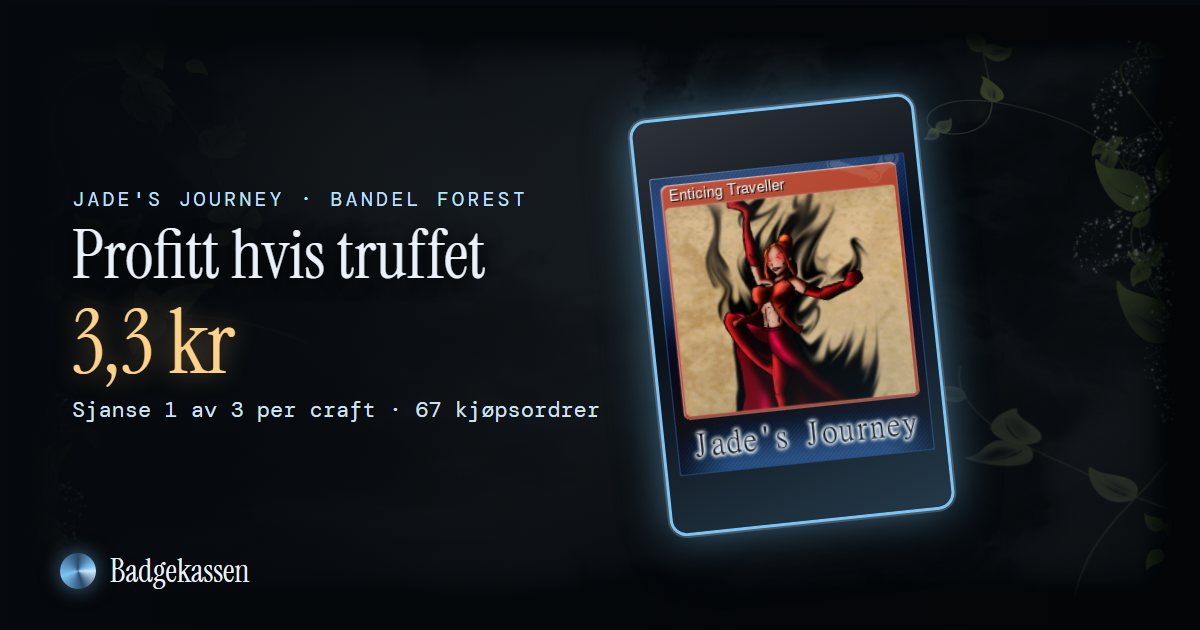 JADE'S JOURNEY · BANDEL FOREST
Profitt hvis truffet
3,3 kr
Sjanse 1 av 3 per craft · 67 kjøpsordrer
Enticing Traveller
Jade's Journey
Badgekassen